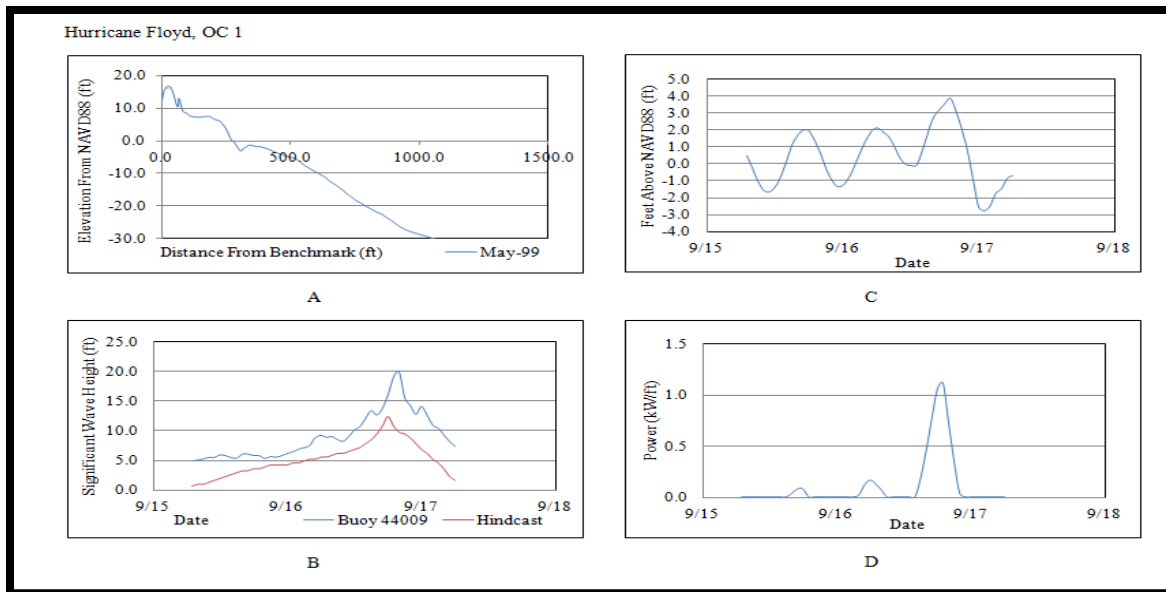 Hurricane Floyd, OC 1
Elevation From NAVD88 (ft)
20.0
10.0
0.0
-10.0
-20.0
-30.0
0.0 500.0 1000.0 1500.0
Distance From Benchmark (ft) May-99
A
Feet Above NAVD88 (ft)
5.0
4.0
3.0
2.0
1.0
0.0
-1.0
-2.0
-3.0
-4.0
9/15 9/16 9/17 9/18
Date
C
Significant Wave Height (ft)
25.0
20.0
15.0
10.0
5.0
0.0
9/15 9/16 9/17 9/18
Date Buoy 44009 Hindcast
B
Power (kW/ft)
1.5
1.0
0.5
0.0
9/15 9/16 9/17 9/18
Date
D